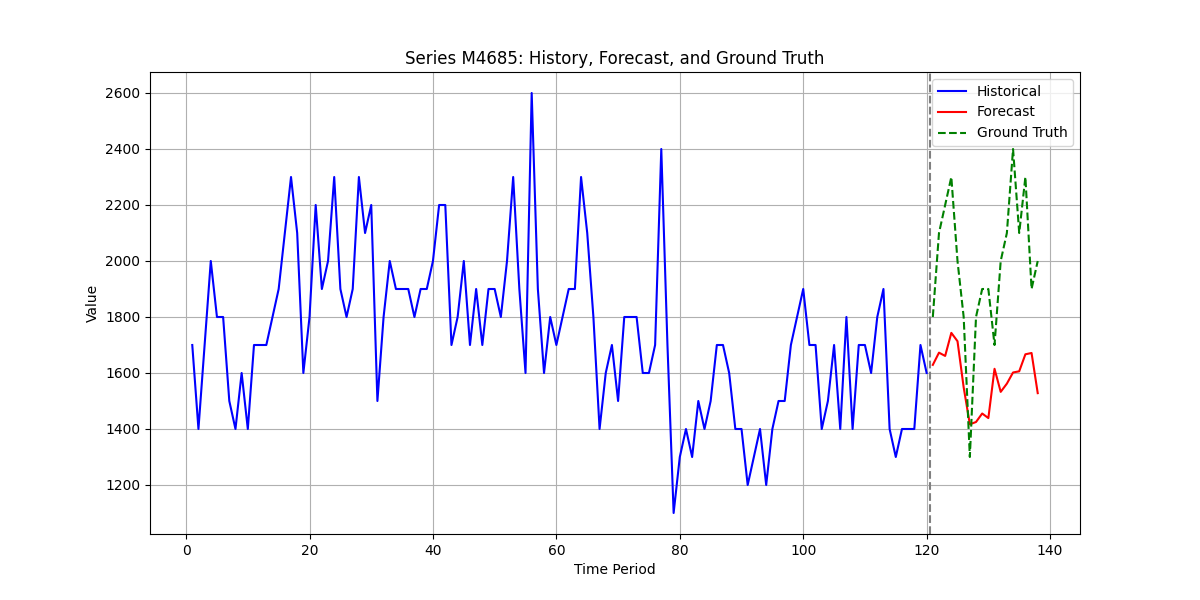 Series M4685: History, Forecast, and Ground Truth
Historical
Forecast
Ground Truth
2600
2400
2200
2000
1800
1600
1400
1200
Value
0 20 40 60 80 100 120 140
Time Period